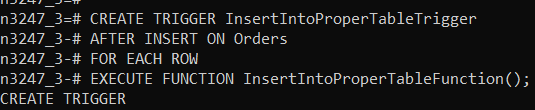 n3247_3=#
n3247_3=# CREATE TRIGGER InsertIntoProperTableTrigger
n3247_3-# AFTER INSERT ON Orders
n3247_3-# FOR EACH ROW
n3247_3-# EXECUTE FUNCTION InsertIntoProperTableFunction();
CREATE TRIGGER